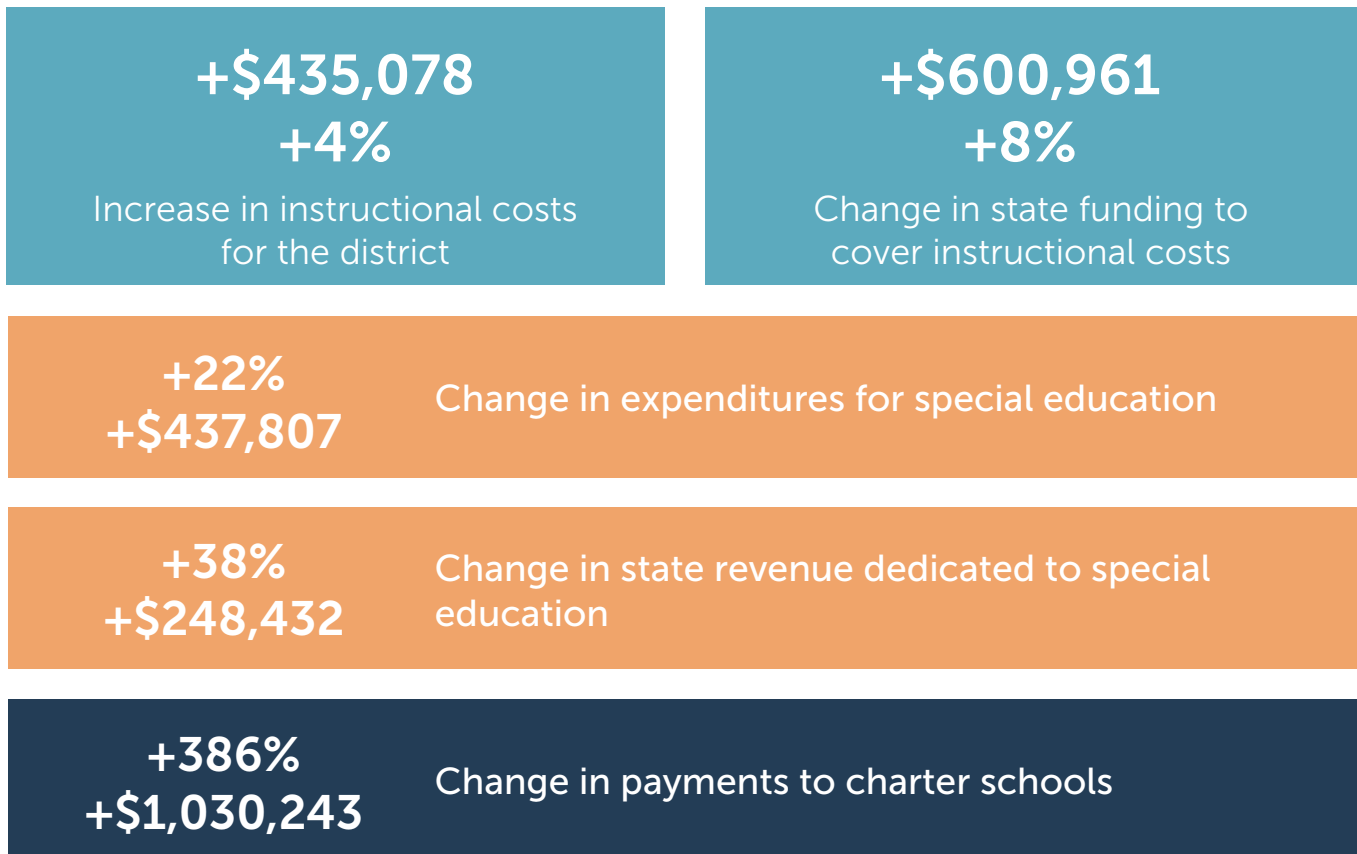 +$435,078
+4%
Increase in instructional costs
for the district
+$600,961
+8%
Change in state funding to
cover instructional costs
+22%
+$437,807
Change in expenditures for special education
+38%
+$248,432
Change in state revenue dedicated to special
education
+386%
+$1,030,243
Change in payments to charter schools